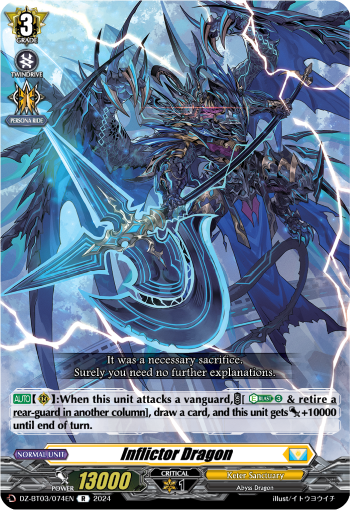 3
GRADE
TWINDRIVE
PERSONA RIDE
It was a necessary sacrifice.
Surely you need no further explanations.
AUTO : When this unit attacks a vanguard, [ BLAST 3 & retire a
rear-guard in another column], draw a card, and this unit gets +10000
until end of turn.
NORMAL UNIT
Inflictor Dragon
POWER 13000
CRITICAL
1
Keter Sanctuary
Abyss Dragon
DZ-BT03/074EN R 2024
illust/イトウヨウイチ